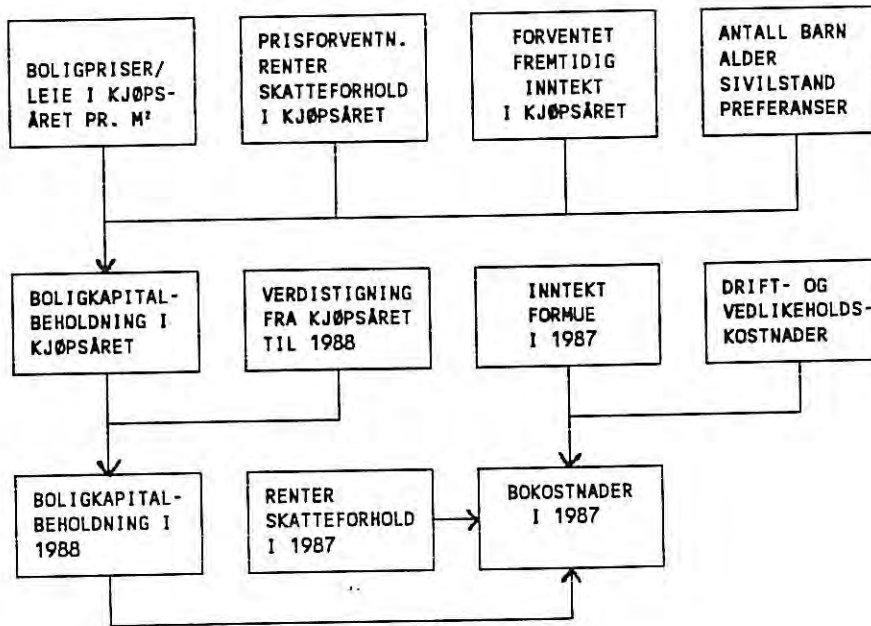 BOLIGPRISER/
LEIE I KJØPS-
ÅRET PR. M²
PRISFORVENTN.
RENTER
SKATTEFORHOLD
I KJØPSÅRET
FORVENTET
FREMTIDIG
INNTEKT
I KJØPSÅRET
ANTALL BARN
ALDER
SIVILSTAND
PREFERANSER
BOLIGKAPITAL-
BEHOLDNING I
KJØPSÅRET
VERDISTIGNING
FRA KJØPSÅRET
TIL 1988
INNTEKT
FORMUE
I 1987
DRIFT- OG
VEDLIKEHOLDS-
KOSTNADER
BOLIGKAPITAL-
BEHOLDNING I
1988
RENTER
SKATTEFORHOLD
I 1987
BOKOSTNADER
I 1987